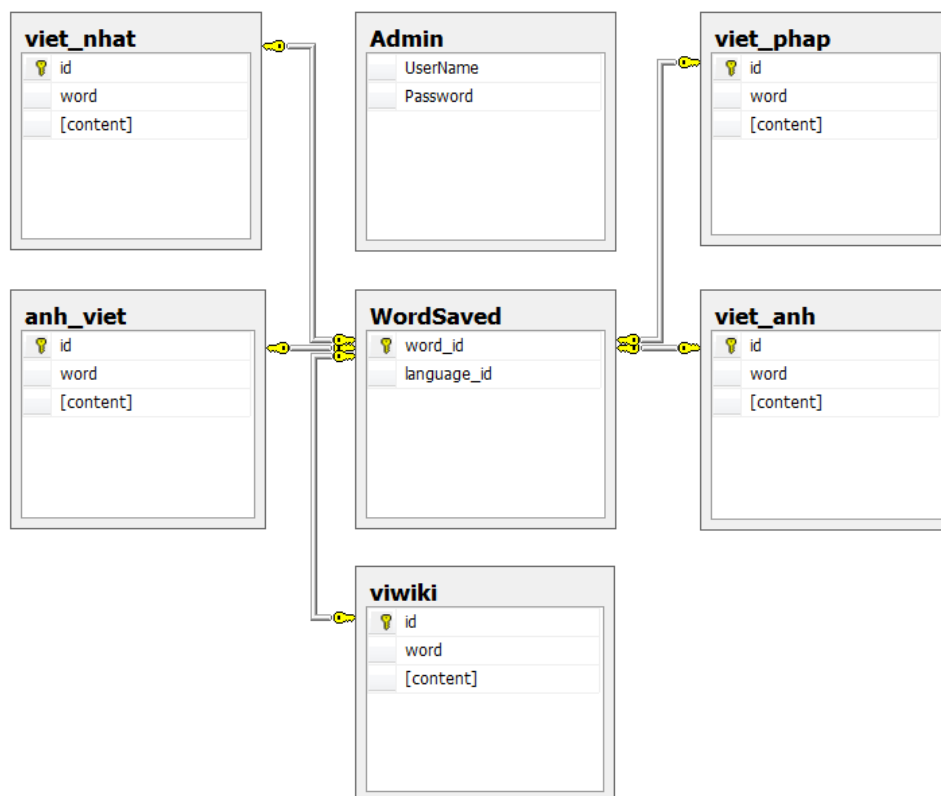 viet_nhat
id
word
[content]
Admin
UserName
Password
viet_phap
id
word
[content]
anh_viet
id
word
[content]
WordSaved
word_id
language_id
viet_anh
id
word
[content]
viwiki
id
word
[content]